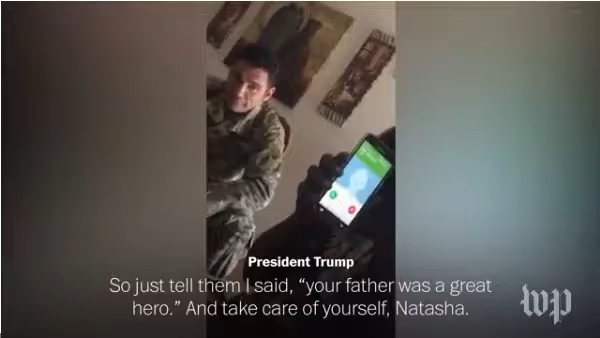 President Trump
So just tell them I said, “your father was a great
hero.” And take care of yourself, Natasha.
wp